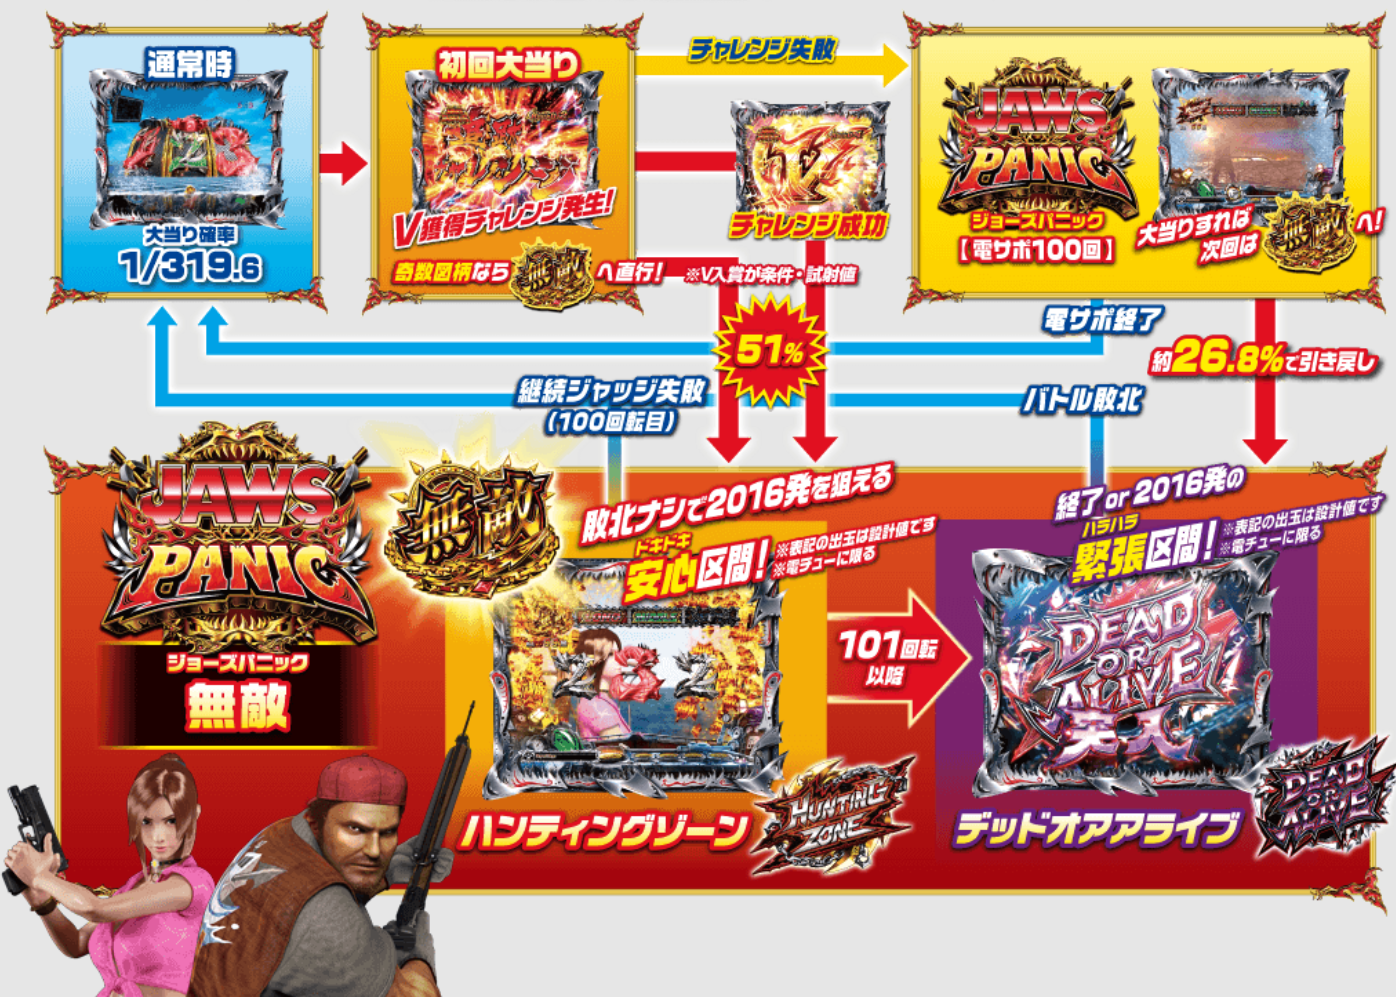 通常時
大当り確率
1/319.6
初回大当り
V獲得チャレンジ発生!
奇数図柄なら無敵へ直行!
チャレンジ失敗
V
チャレンジ成功
※V入賞が条件・試射値
51%
JAWS
PANIC
ジョーズパニック
【電サポ100回】
大当りすれば
次回は無敵へ!
電サポ終了
約26.8%で引き戻し
継続ジャッジ失敗
(100回転目)
バトル敗北
JAWS
PANIC
ジョーズパニック
無敵
無敵
敗北ナシで2016発を狙える
ドキドキ
安心区間!
※表記の出玉は設計値です
※電チューに限る
ハンティングゾーン
HUNTING
ZONE
101回転
以降
終了or2016発の
ハラハラ
緊張区間!
※表記の出玉は設計値です
※電チューに限る
DEAD
OR
ALIVE
デッドオアアライブ
DEAD
OR
ALIVE